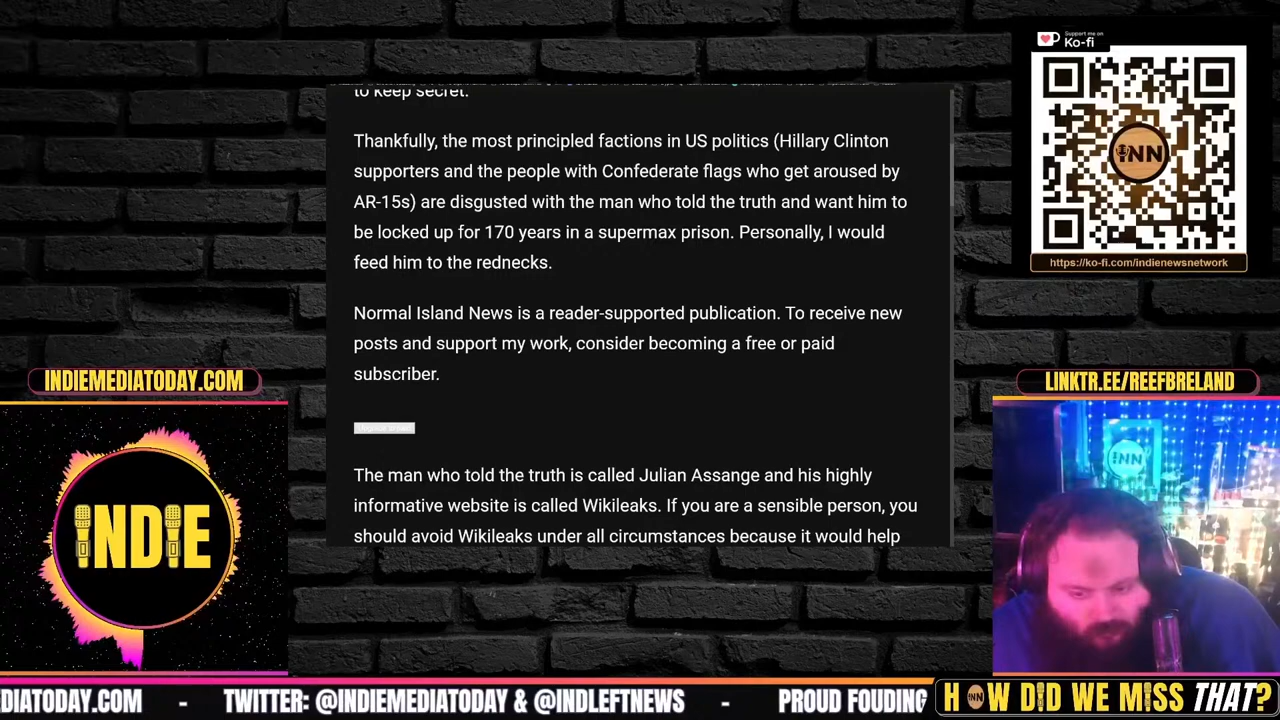 Support me on
Ko-fi
INN
https://ko-fi.com/indienewsnetwork
to keep secret.
Thankfully, the most principled factions in US politics (Hillary Clinton
supporters and the people with Confederate flags who get aroused by
AR-15s) are disgusted with the man who told the truth and want him to
be locked up for 170 years in a supermax prison. Personally, I would
feed him to the rednecks.
Normal Island News is a reader-supported publication. To receive new
posts and support my work, consider becoming a free or paid
subscriber.
The man who told the truth is called Julian Assange and his highly
informative website is called Wikileaks. If you are a sensible person, you
should avoid Wikileaks under all circumstances because it would help
INDIEMEDIATODAY.COM
LINKTR.EE/REEFBRELAND
INDIE
INN
DIATODAY.COM - TWITTER: @INDIEMEDIATODAY & @INDLEFTNEWS - PROUD FOUDING
HOW DID WE MISS THAT?